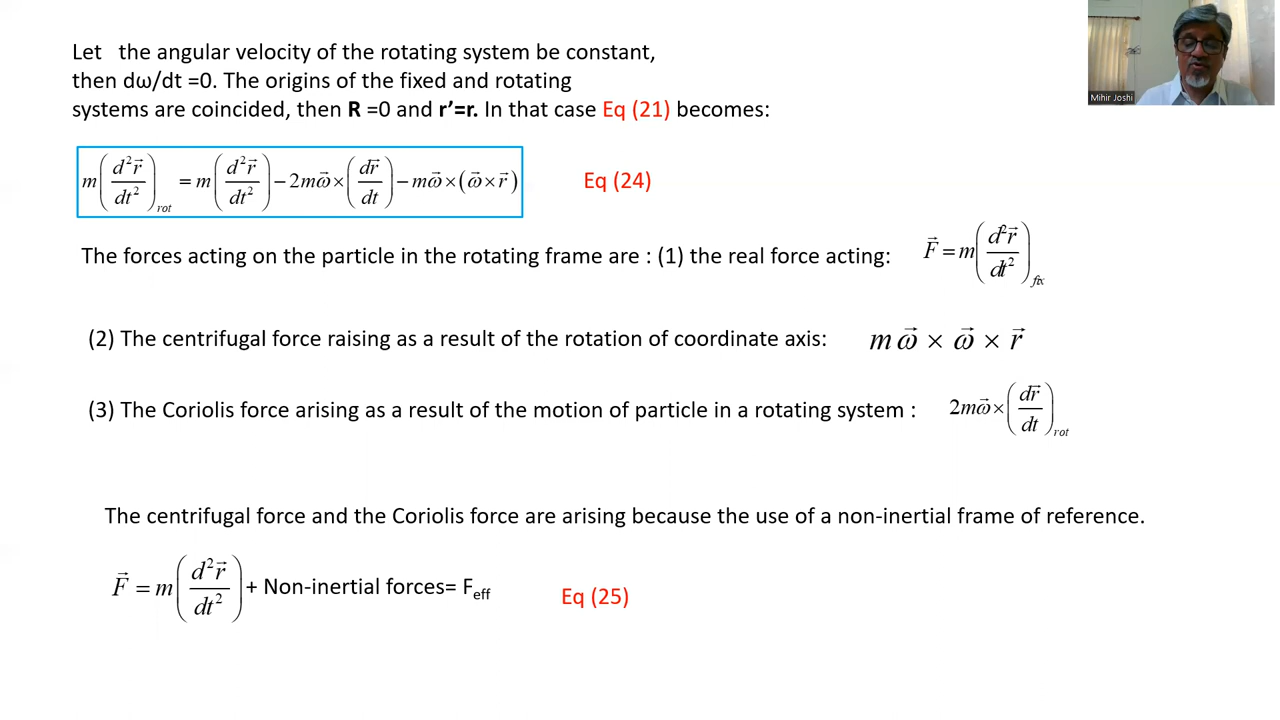 Let the angular velocity of the rotating system be constant,
then dω/dt =0. The origins of the fixed and rotating
systems are coincided, then R =0 and r’=r. In that case Eq (21) becomes:
Mihir Joshi
m(d²r⃗/dt²)rot = m(d²r⃗/dt²) − 2mω⃗ × (dr⃗/dt) − mω⃗ × (ω⃗ × r⃗) Eq (24)
The forces acting on the particle in the rotating frame are : (1) the real force acting: F⃗ = m(d²r⃗/dt²)fix
(2) The centrifugal force raising as a result of the rotation of coordinate axis: mω⃗ × ω⃗ × r⃗
(3) The Coriolis force arising as a result of the motion of particle in a rotating system : 2mω⃗ × (dr⃗/dt)rot
The centrifugal force and the Coriolis force are arising because the use of a non-inertial frame of reference.
F⃗ = m(d²r⃗/dt²) + Non-inertial forces= Feff Eq (25)